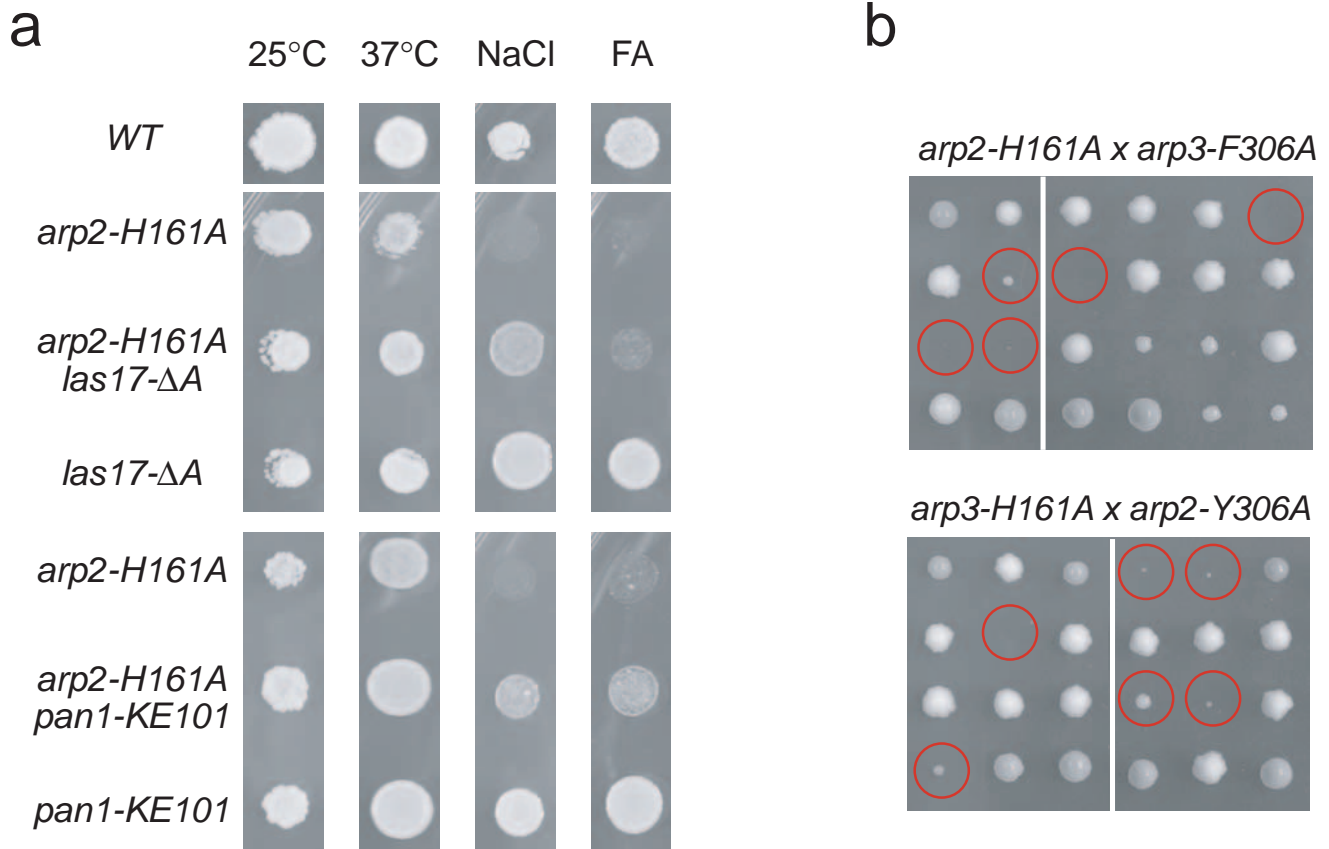 a
25°C 37°C NaCl FA
WT
arp2-H161A
arp2-H161A
las17-ΔA
las17-ΔA
arp2-H161A
arp2-H161A
pan1-KE101
pan1-KE101
b
arp2-H161A x arp3-F306A
arp3-H161A x arp2-Y306A